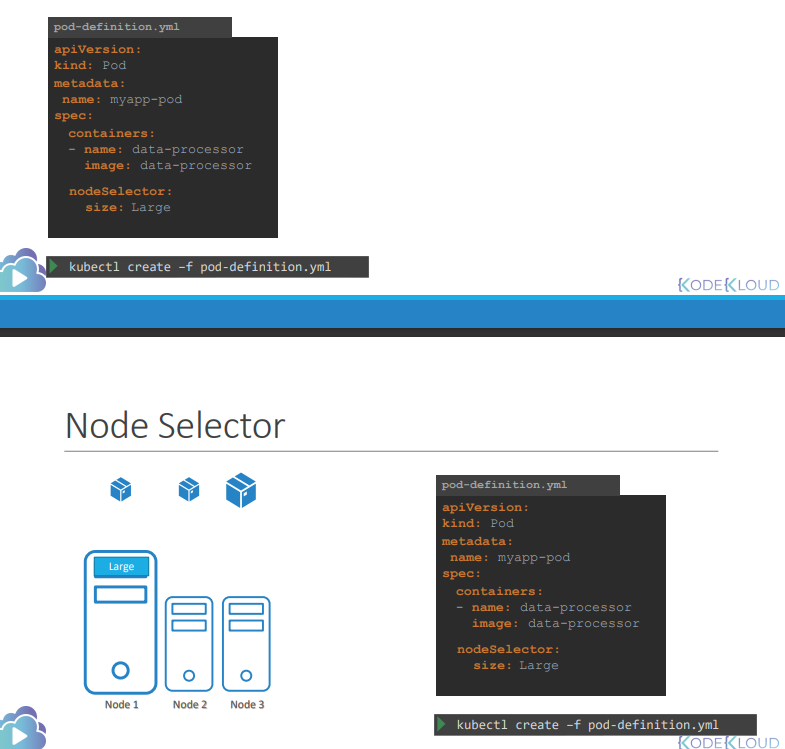 pod-definition.yml
apiVersion:
kind: Pod
metadata:
name: myapp-pod
spec:
containers:
- name: data-processor
image: data-processor
nodeSelector:
size: Large
kubectl create –f pod-definition.yml
KODEKLOUD
Node Selector
Large
Node 1
Node 2
Node 3
pod-definition.yml
apiVersion:
kind: Pod
metadata:
name: myapp-pod
spec:
containers:
- name: data-processor
image: data-processor
nodeSelector:
size: Large
kubectl create –f pod-definition.yml
KODEKLOUD